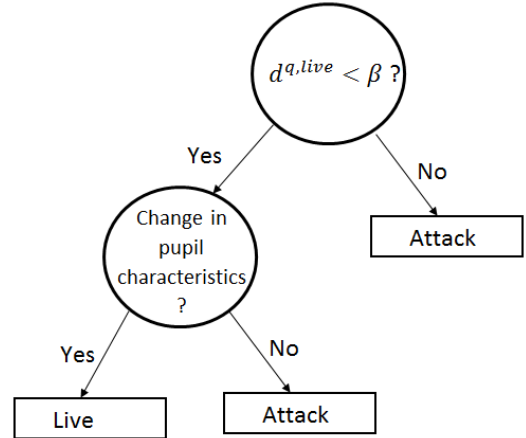 d^{q,live} < β ?
Yes
No
Change in
pupil
characteristics
?
Attack
Yes
No
Live
Attack